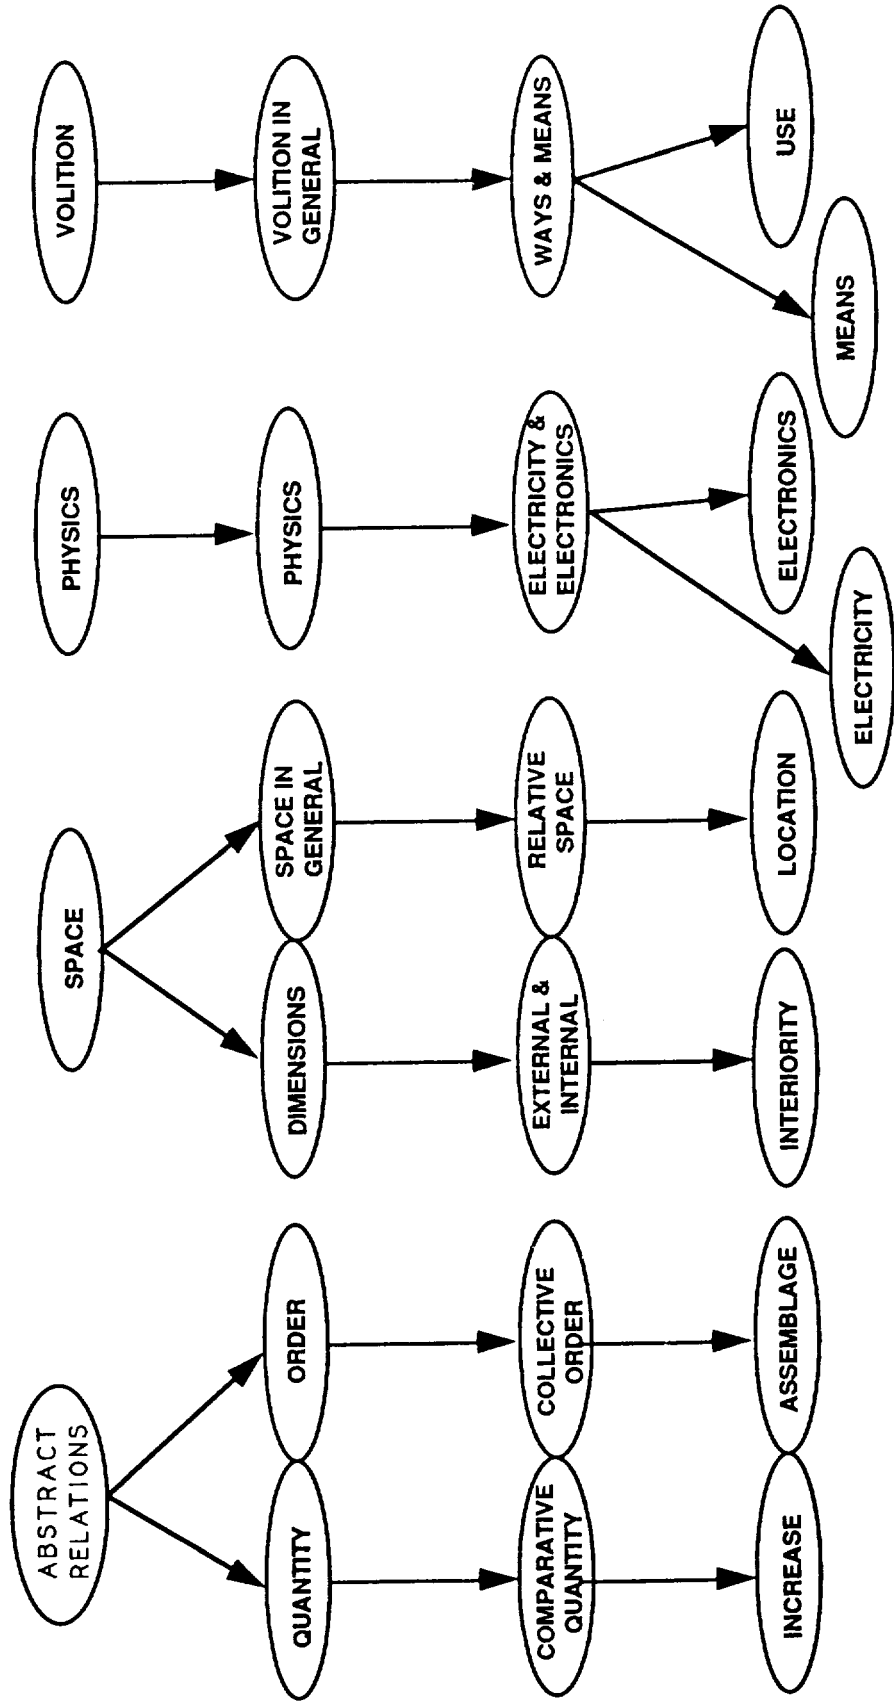 ABSTRACT
RELATIONS
SPACE
PHYSICS
VOLITION
QUANTITY
ORDER
DIMENSIONS
SPACE IN
GENERAL
PHYSICS
VOLITION IN
GENERAL
COMPARATIVE
QUANTITY
COLLECTIVE
ORDER
EXTERNAL &
INTERNAL
RELATIVE
SPACE
ELECTRICITY &
ELECTRONICS
WAYS & MEANS
INCREASE
ASSEMBLAGE
INTERIORITY
LOCATION
ELECTRICITY
ELECTRONICS
MEANS
USE